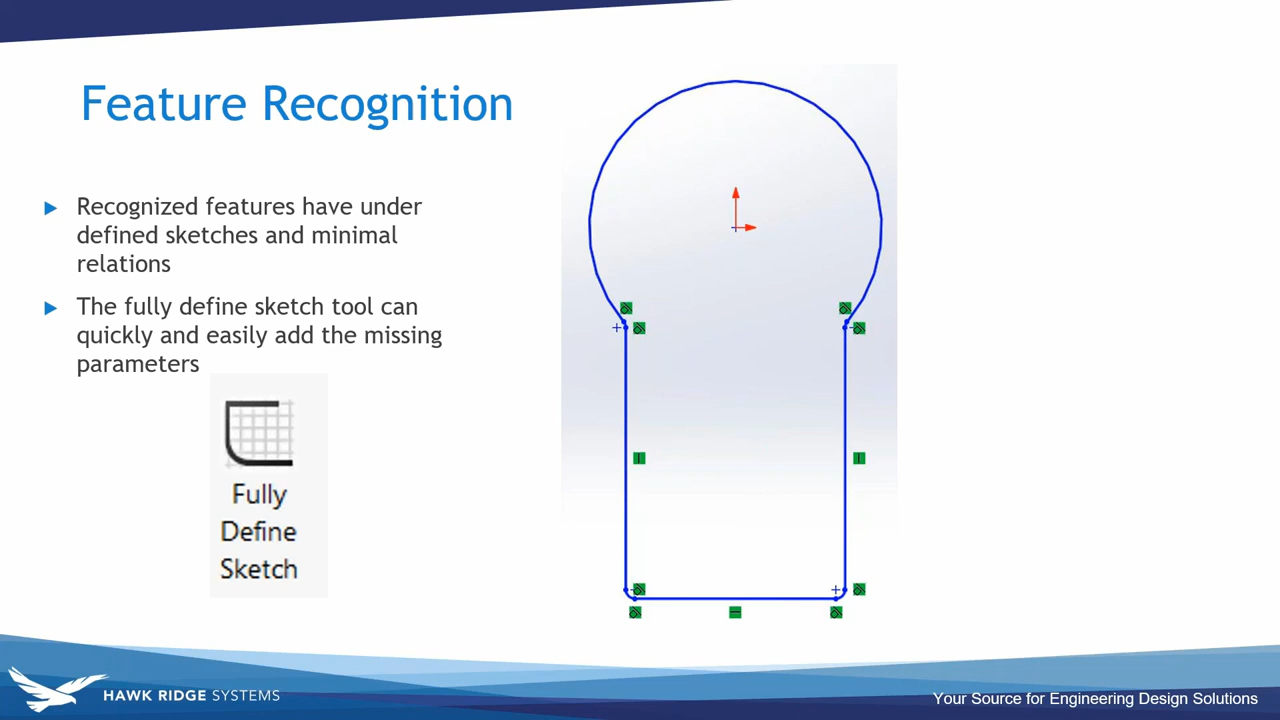 Feature Recognition
Recognized features have under
defined sketches and minimal
relations
The fully define sketch tool can
quickly and easily add the missing
parameters
Fully
Define
Sketch
HAWK RIDGE SYSTEMS
Your Source for Engineering Design Solutions